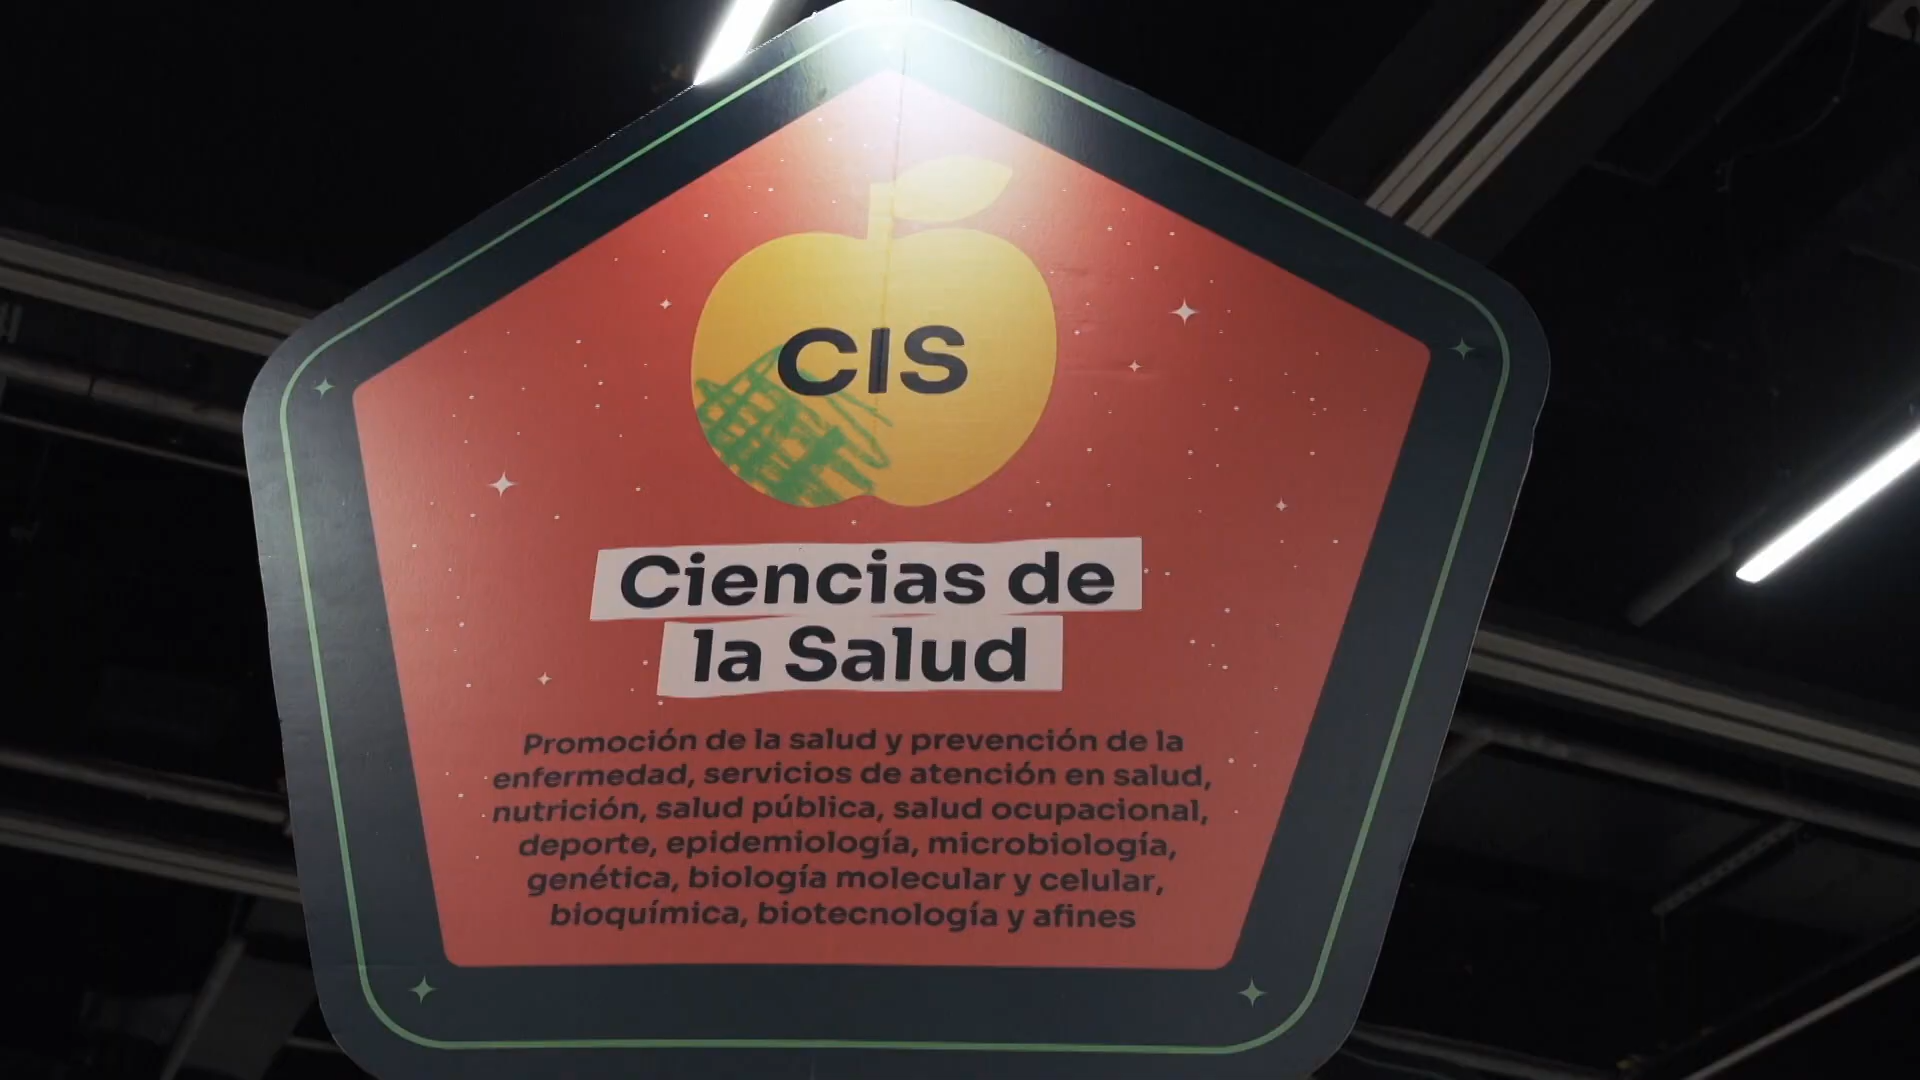 CIS
Ciencias de
la Salud
Promoción de la salud y prevención de la
enfermedad, servicios de atención en salud,
nutrición, salud pública, salud ocupacional,
deporte, epidemiología, microbiología,
genética, biología molecular y celular,
bioquímica, biotecnología y afines